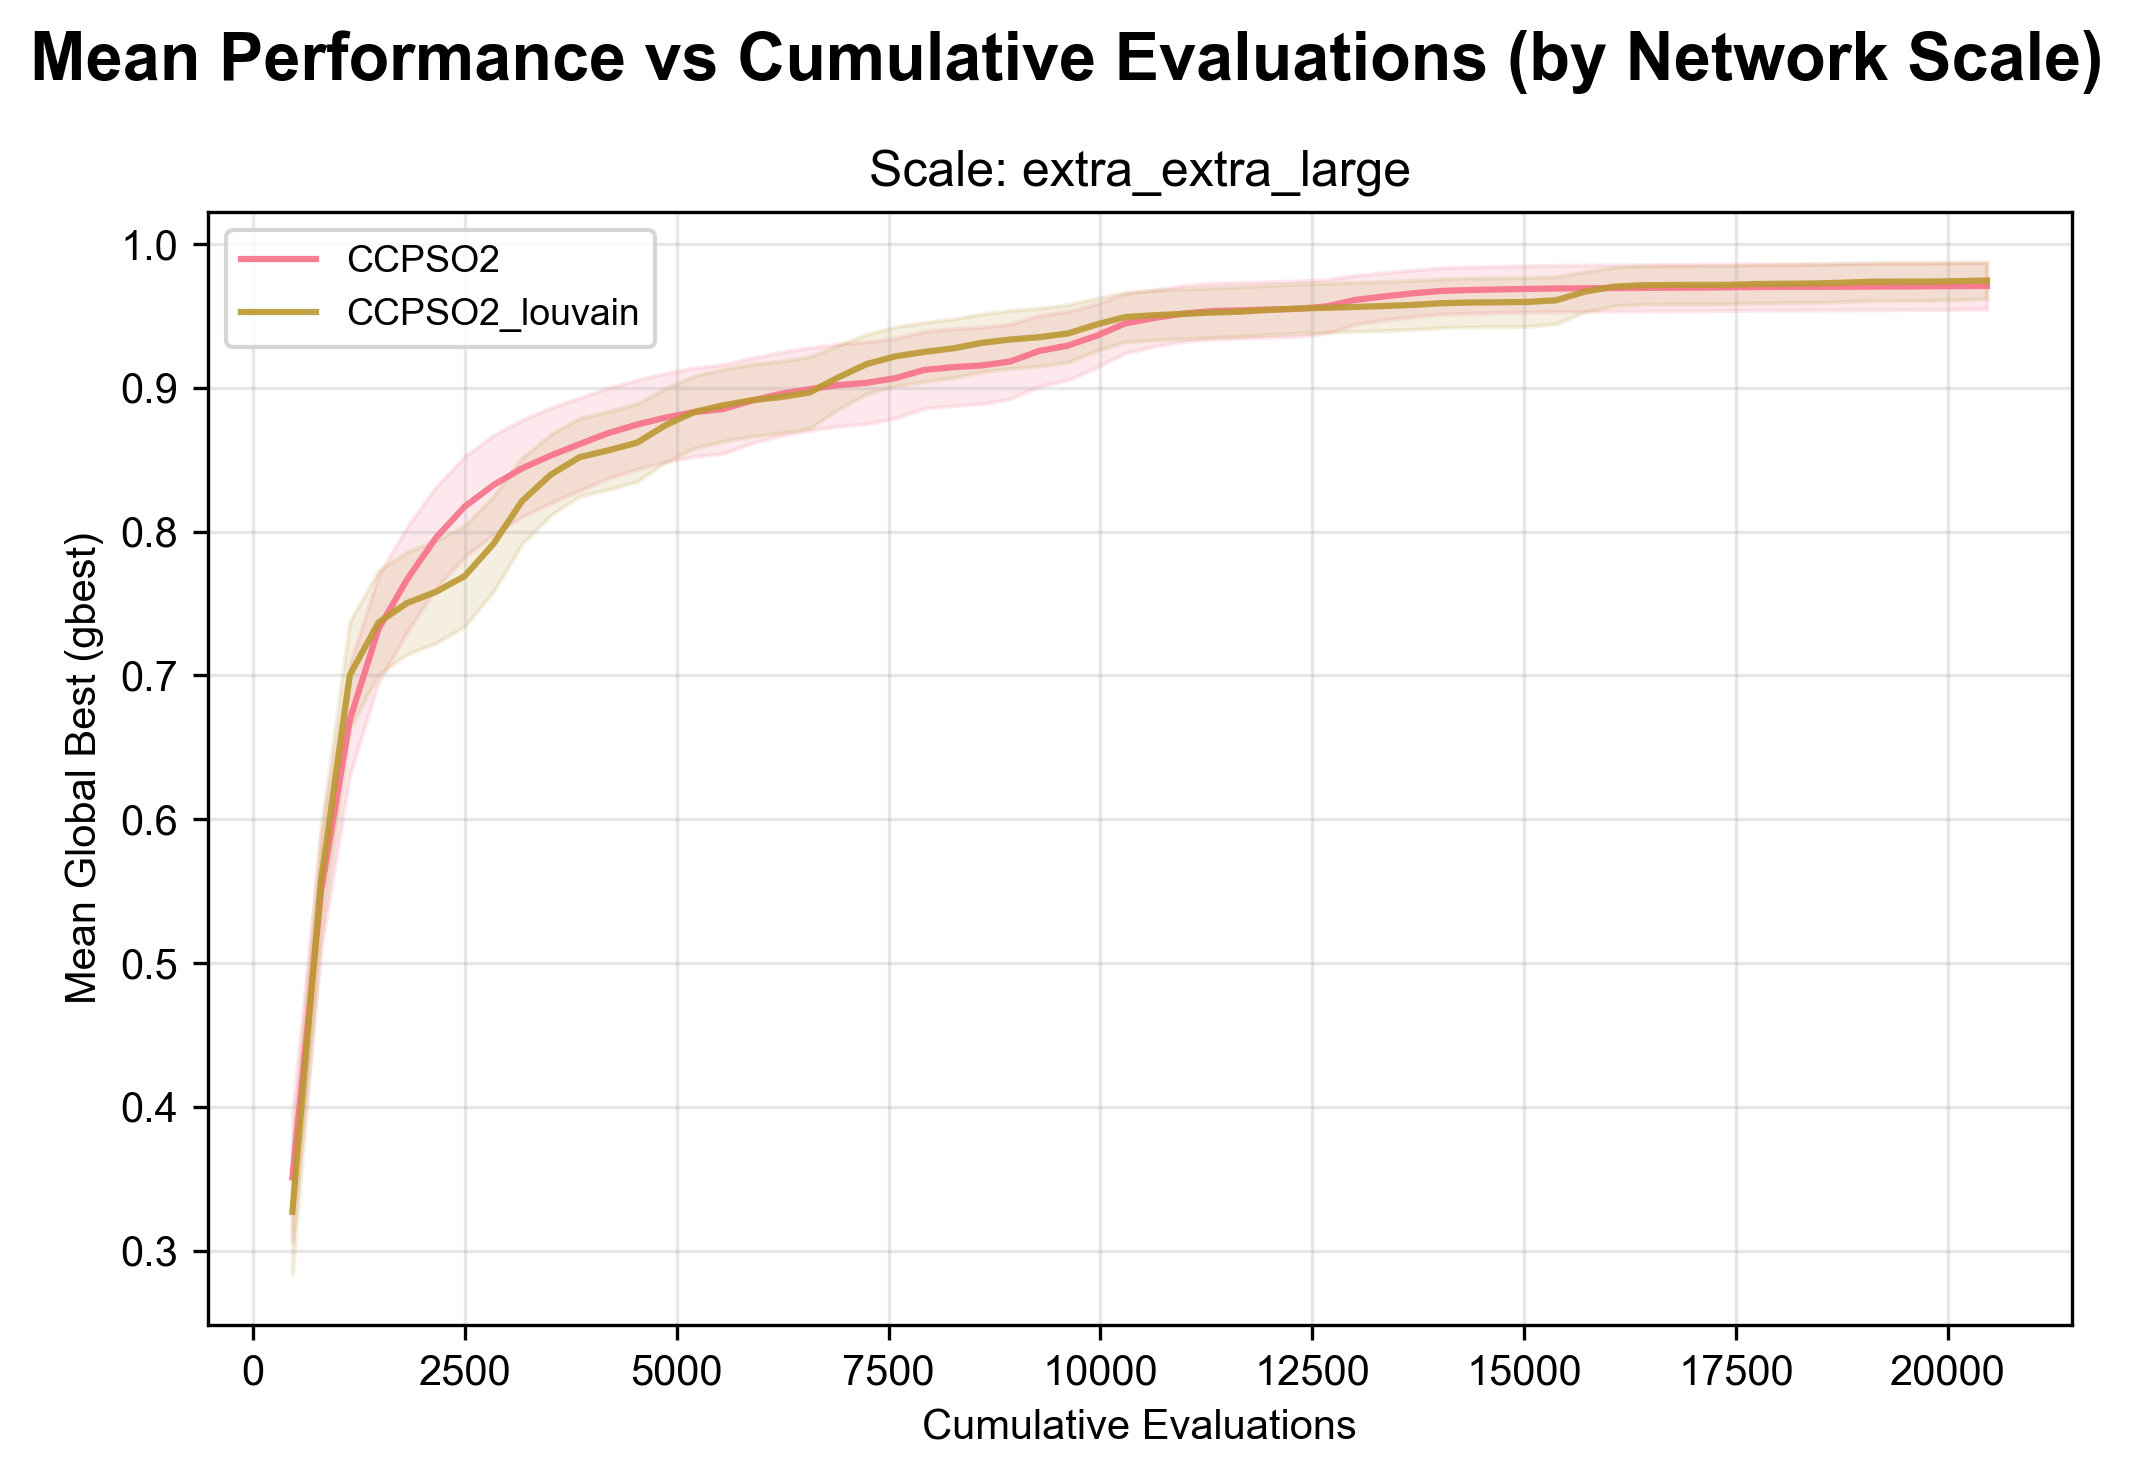 Mean Performance vs Cumulative Evaluations (by Network Scale)
Scale: extra_extra_large
CCPSO2
CCPSO2_louvain
Mean Global Best (gbest)
1.0
0.9
0.8
0.7
0.6
0.5
0.4
0.3
0 2500 5000 7500 10000 12500 15000 17500 20000
Cumulative Evaluations